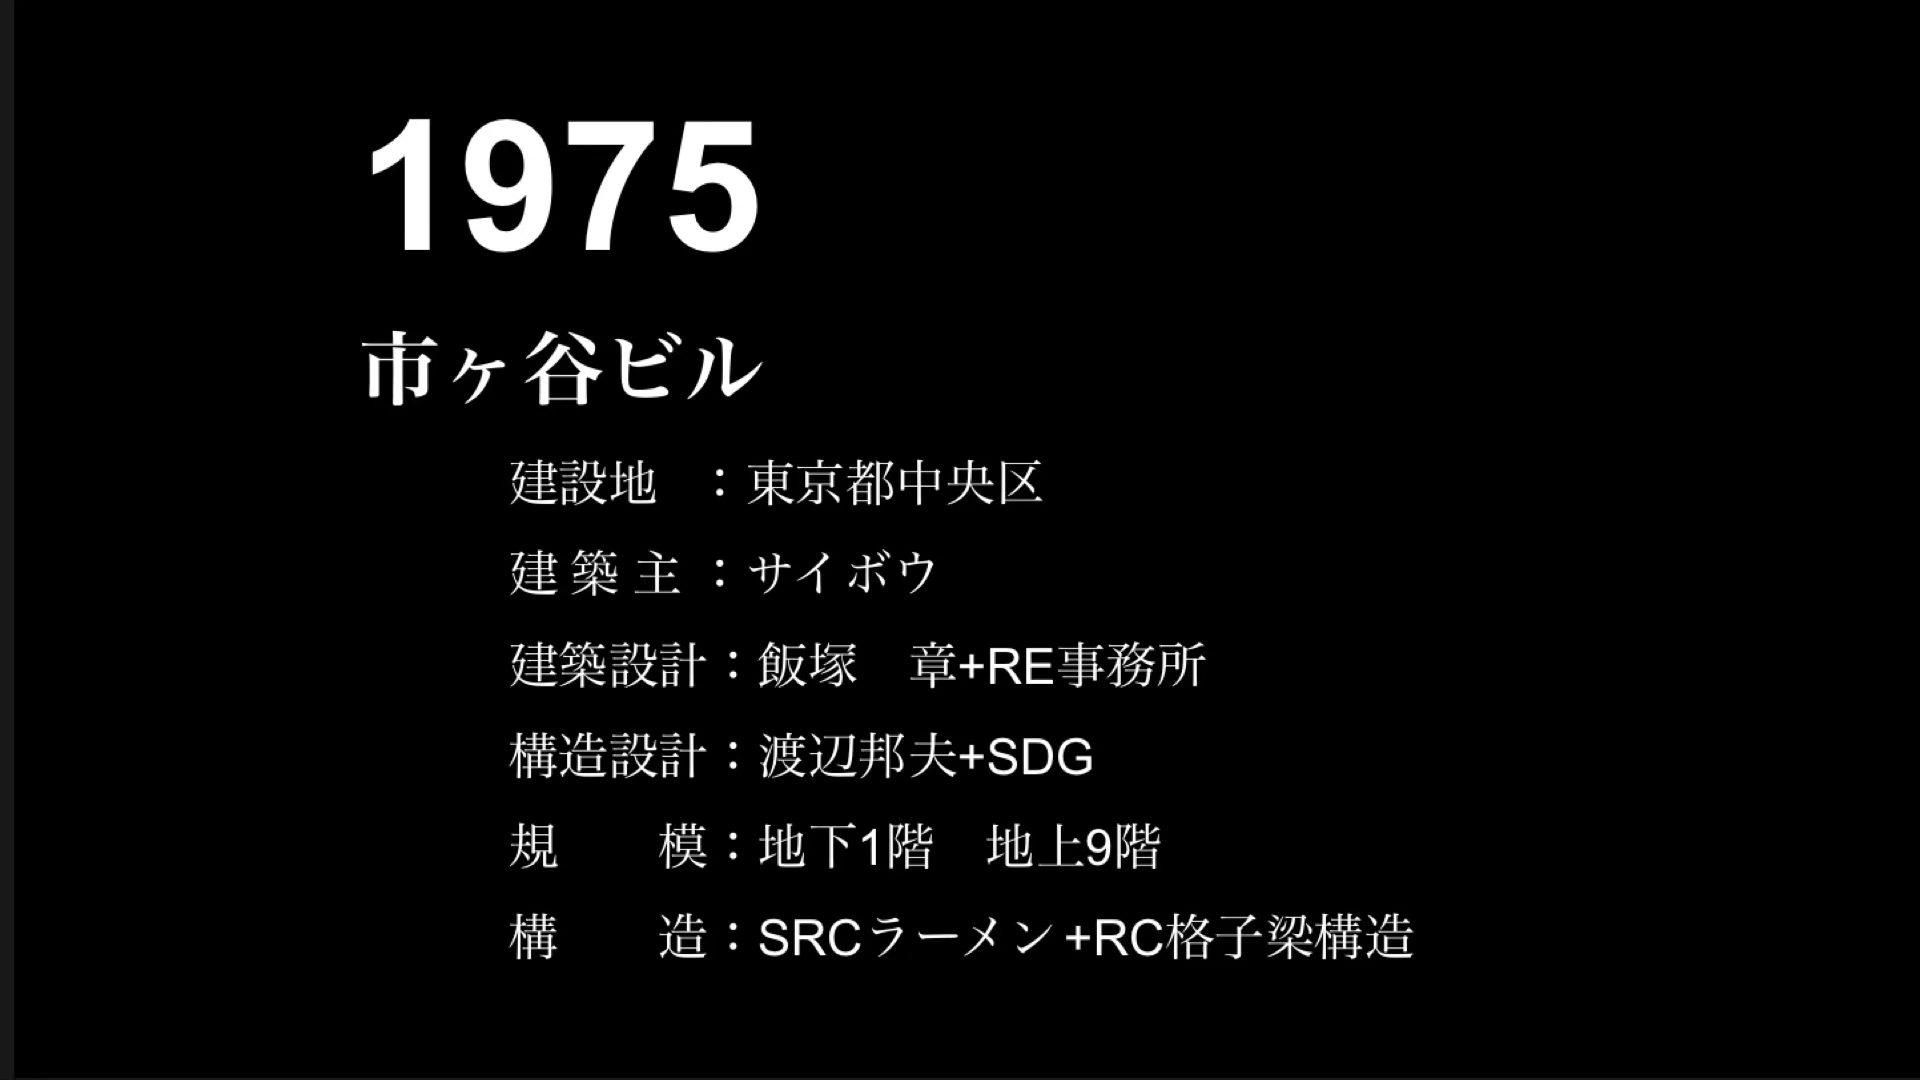 1975
市ヶ谷ビル
建設地　：東京都中央区
建 築 主 ：サイボウ
建築設計：飯塚　章+RE事務所
構造設計：渡辺邦夫+SDG
規　　模：地下1階　地上9階
構　　造：SRCラーメン+RC格子梁構造